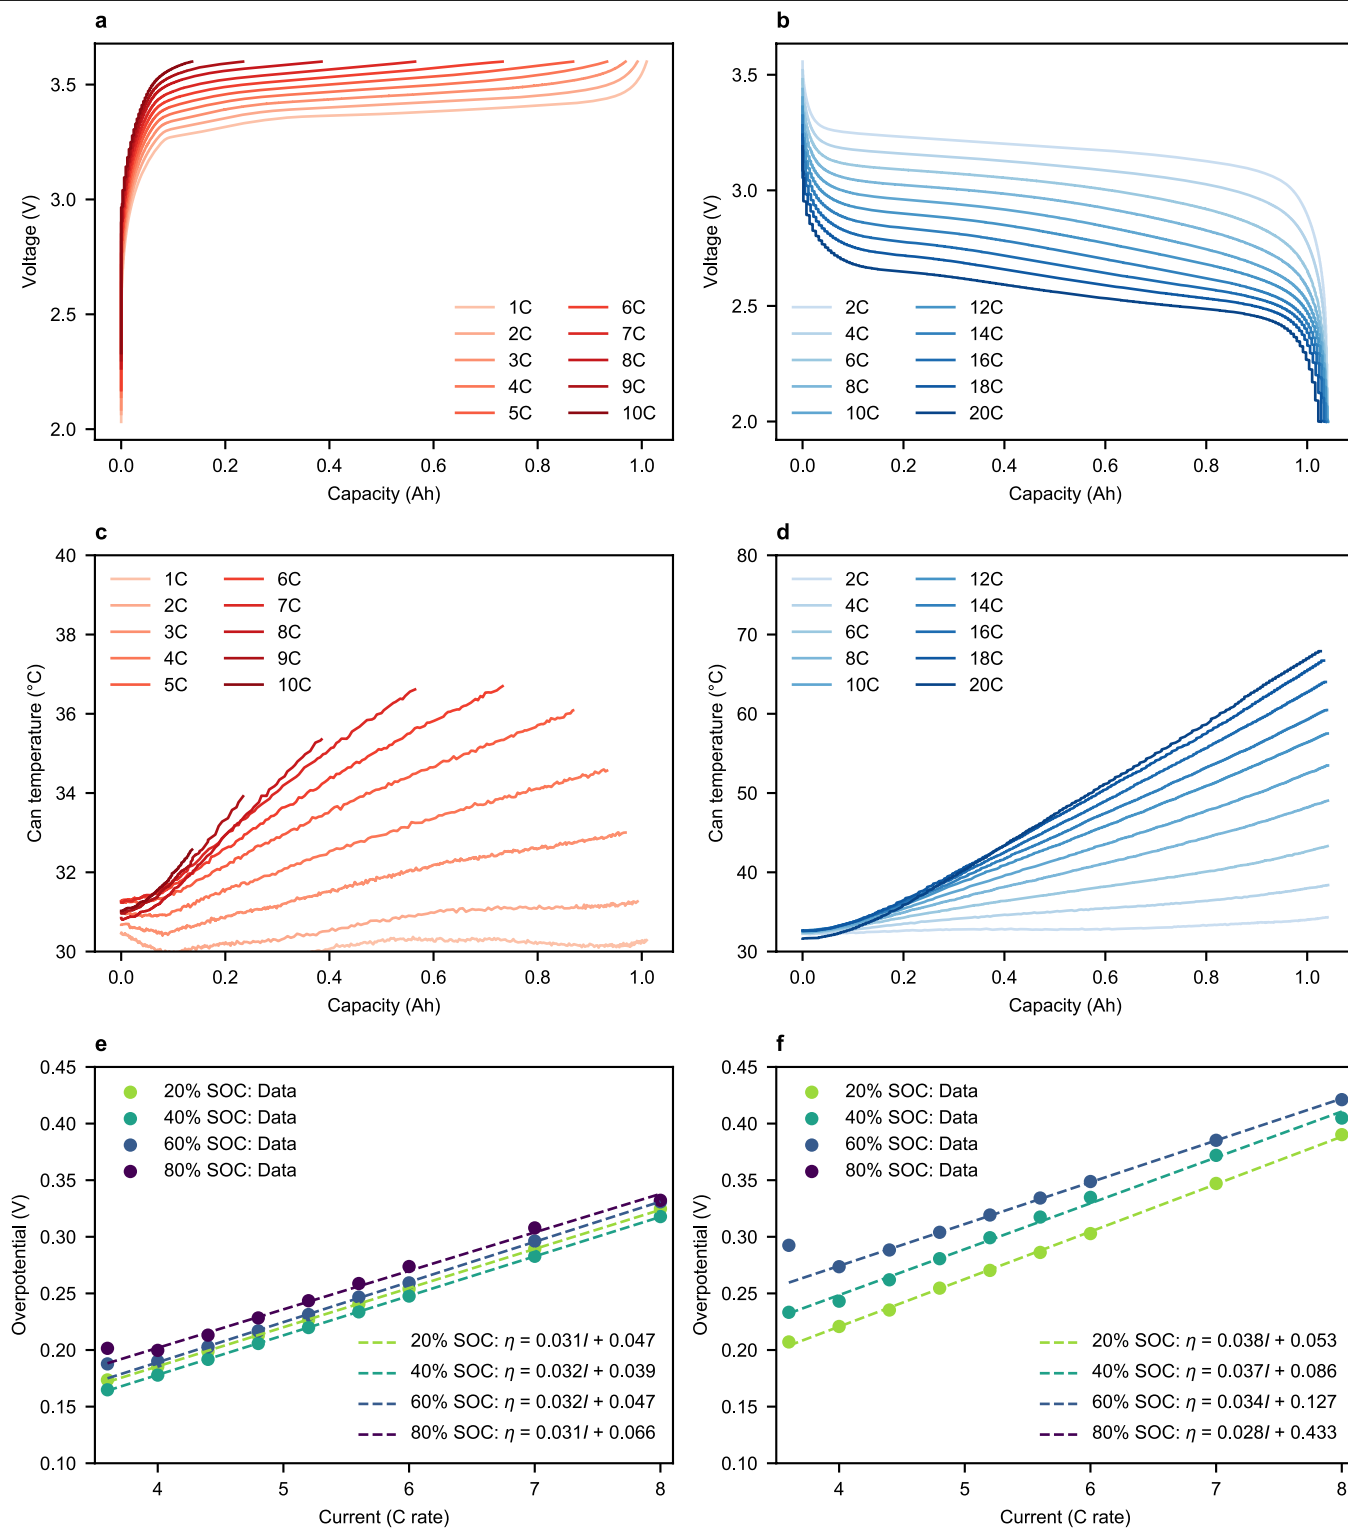 a
3.5
3.0
2.5
2.0
Voltage (V)
1C
2C
3C
4C
5C
6C
7C
8C
9C
10C
0.0 0.2 0.4 0.6 0.8 1.0
Capacity (Ah)
b
3.5
3.0
2.5
2.0
Voltage (V)
2C
4C
6C
8C
10C
12C
14C
16C
18C
20C
0.0 0.2 0.4 0.6 0.8 1.0
Capacity (Ah)
c
40
38
36
34
32
30
Can temperature (°C)
1C
2C
3C
4C
5C
6C
7C
8C
9C
10C
0.0 0.2 0.4 0.6 0.8 1.0
Capacity (Ah)
d
80
70
60
50
40
30
Can temperature (°C)
2C
4C
6C
8C
10C
12C
14C
16C
18C
20C
0.0 0.2 0.4 0.6 0.8 1.0
Capacity (Ah)
e
0.45
0.40
0.35
0.30
0.25
0.20
0.15
0.10
Overpotential (V)
20% SOC: Data
40% SOC: Data
60% SOC: Data
80% SOC: Data
20% SOC: η = 0.031I + 0.047
40% SOC: η = 0.032I + 0.039
60% SOC: η = 0.032I + 0.047
80% SOC: η = 0.031I + 0.066
4 5 6 7 8
Current (C rate)
f
0.45
0.40
0.35
0.30
0.25
0.20
0.15
0.10
Overpotential (V)
20% SOC: Data
40% SOC: Data
60% SOC: Data
80% SOC: Data
20% SOC: η = 0.038I + 0.053
40% SOC: η = 0.037I + 0.086
60% SOC: η = 0.034I + 0.127
80% SOC: η = 0.028I + 0.433
4 5 6 7 8
Current (C rate)